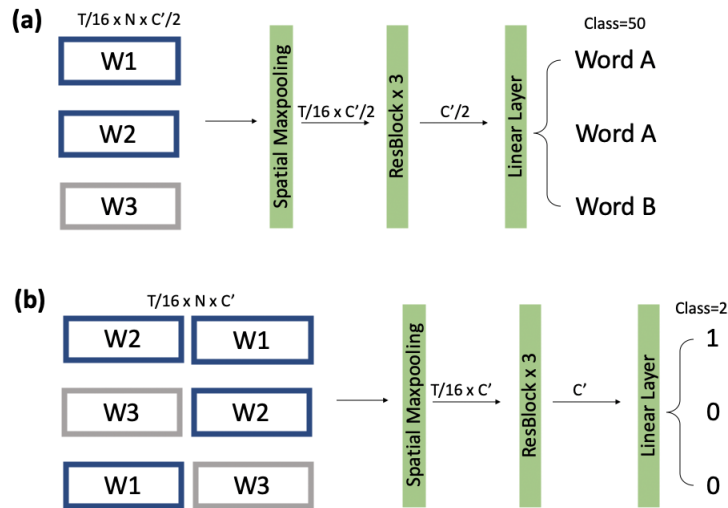 (a)
T/16 x N x C'/2
W1
W2
W3
Spatial Maxpooling
T/16 x C'/2
ResBlock x 3
C'/2
Linear Layer
Class=50
Word A
Word A
Word B
(b)
T/16 x N x C'
W2 W1
W3 W2
W1 W3
Spatial Maxpooling
T/16 x C'
ResBlock x 3
C'
Linear Layer
Class=2
1
0
0